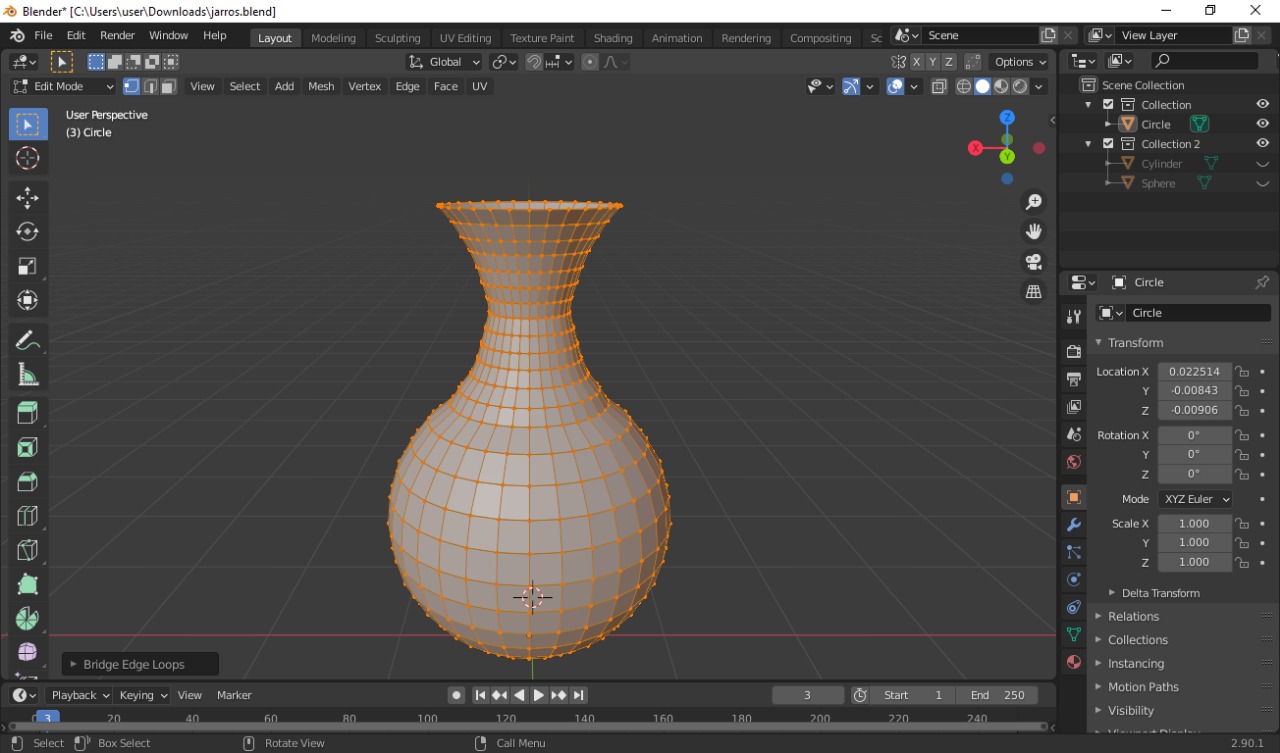 Blender* [C:\Users\user\Downloads\jarros.blend]
File Edit Render Window Help Layout Modeling Sculpting UV Editing Texture Paint Shading Animation Rendering Compositing Sc Scene View Layer
Global X Y Z Options
Edit Mode View Select Add Mesh Vertex Edge Face UV
User Perspective
(3) Circle
Z
X
Y
Scene Collection
Collection
Circle
Collection 2
Cylinder
Sphere
Circle
Circle
Transform
Location X 0.022514
Y -0.00843
Z -0.00906
Rotation X 0°
Y 0°
Z 0°
Mode XYZ Euler
Scale X 1.000
Y 1.000
Z 1.000
Delta Transform
Relations
Collections
Instancing
Motion Paths
Visibility
Viewport Display
Bridge Edge Loops
Playback Keying View Marker 3 Start 1 End 250
3 20 40 60 80 100 120 140 160 180 200 220 240
Select Box Select Rotate View Call Menu 2.90.1